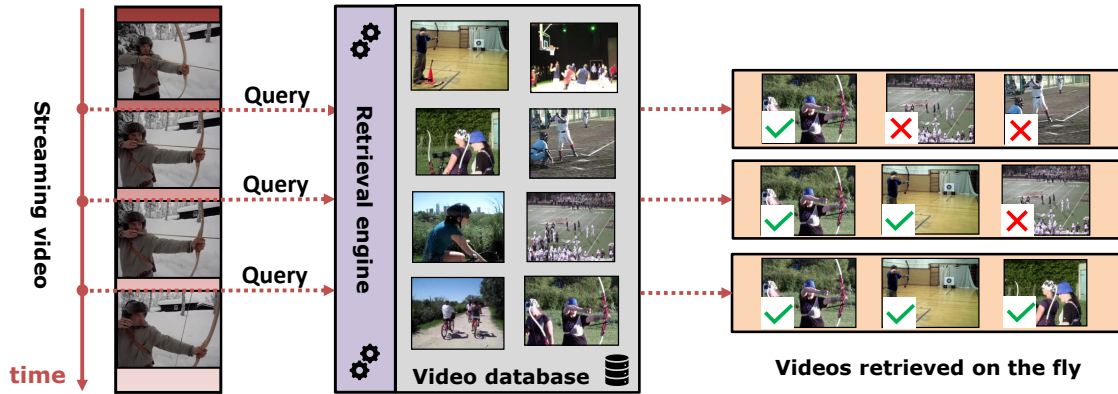 Streaming video
time
Query
Query
Query
Retrieval engine
Video database
Videos retrieved on the fly